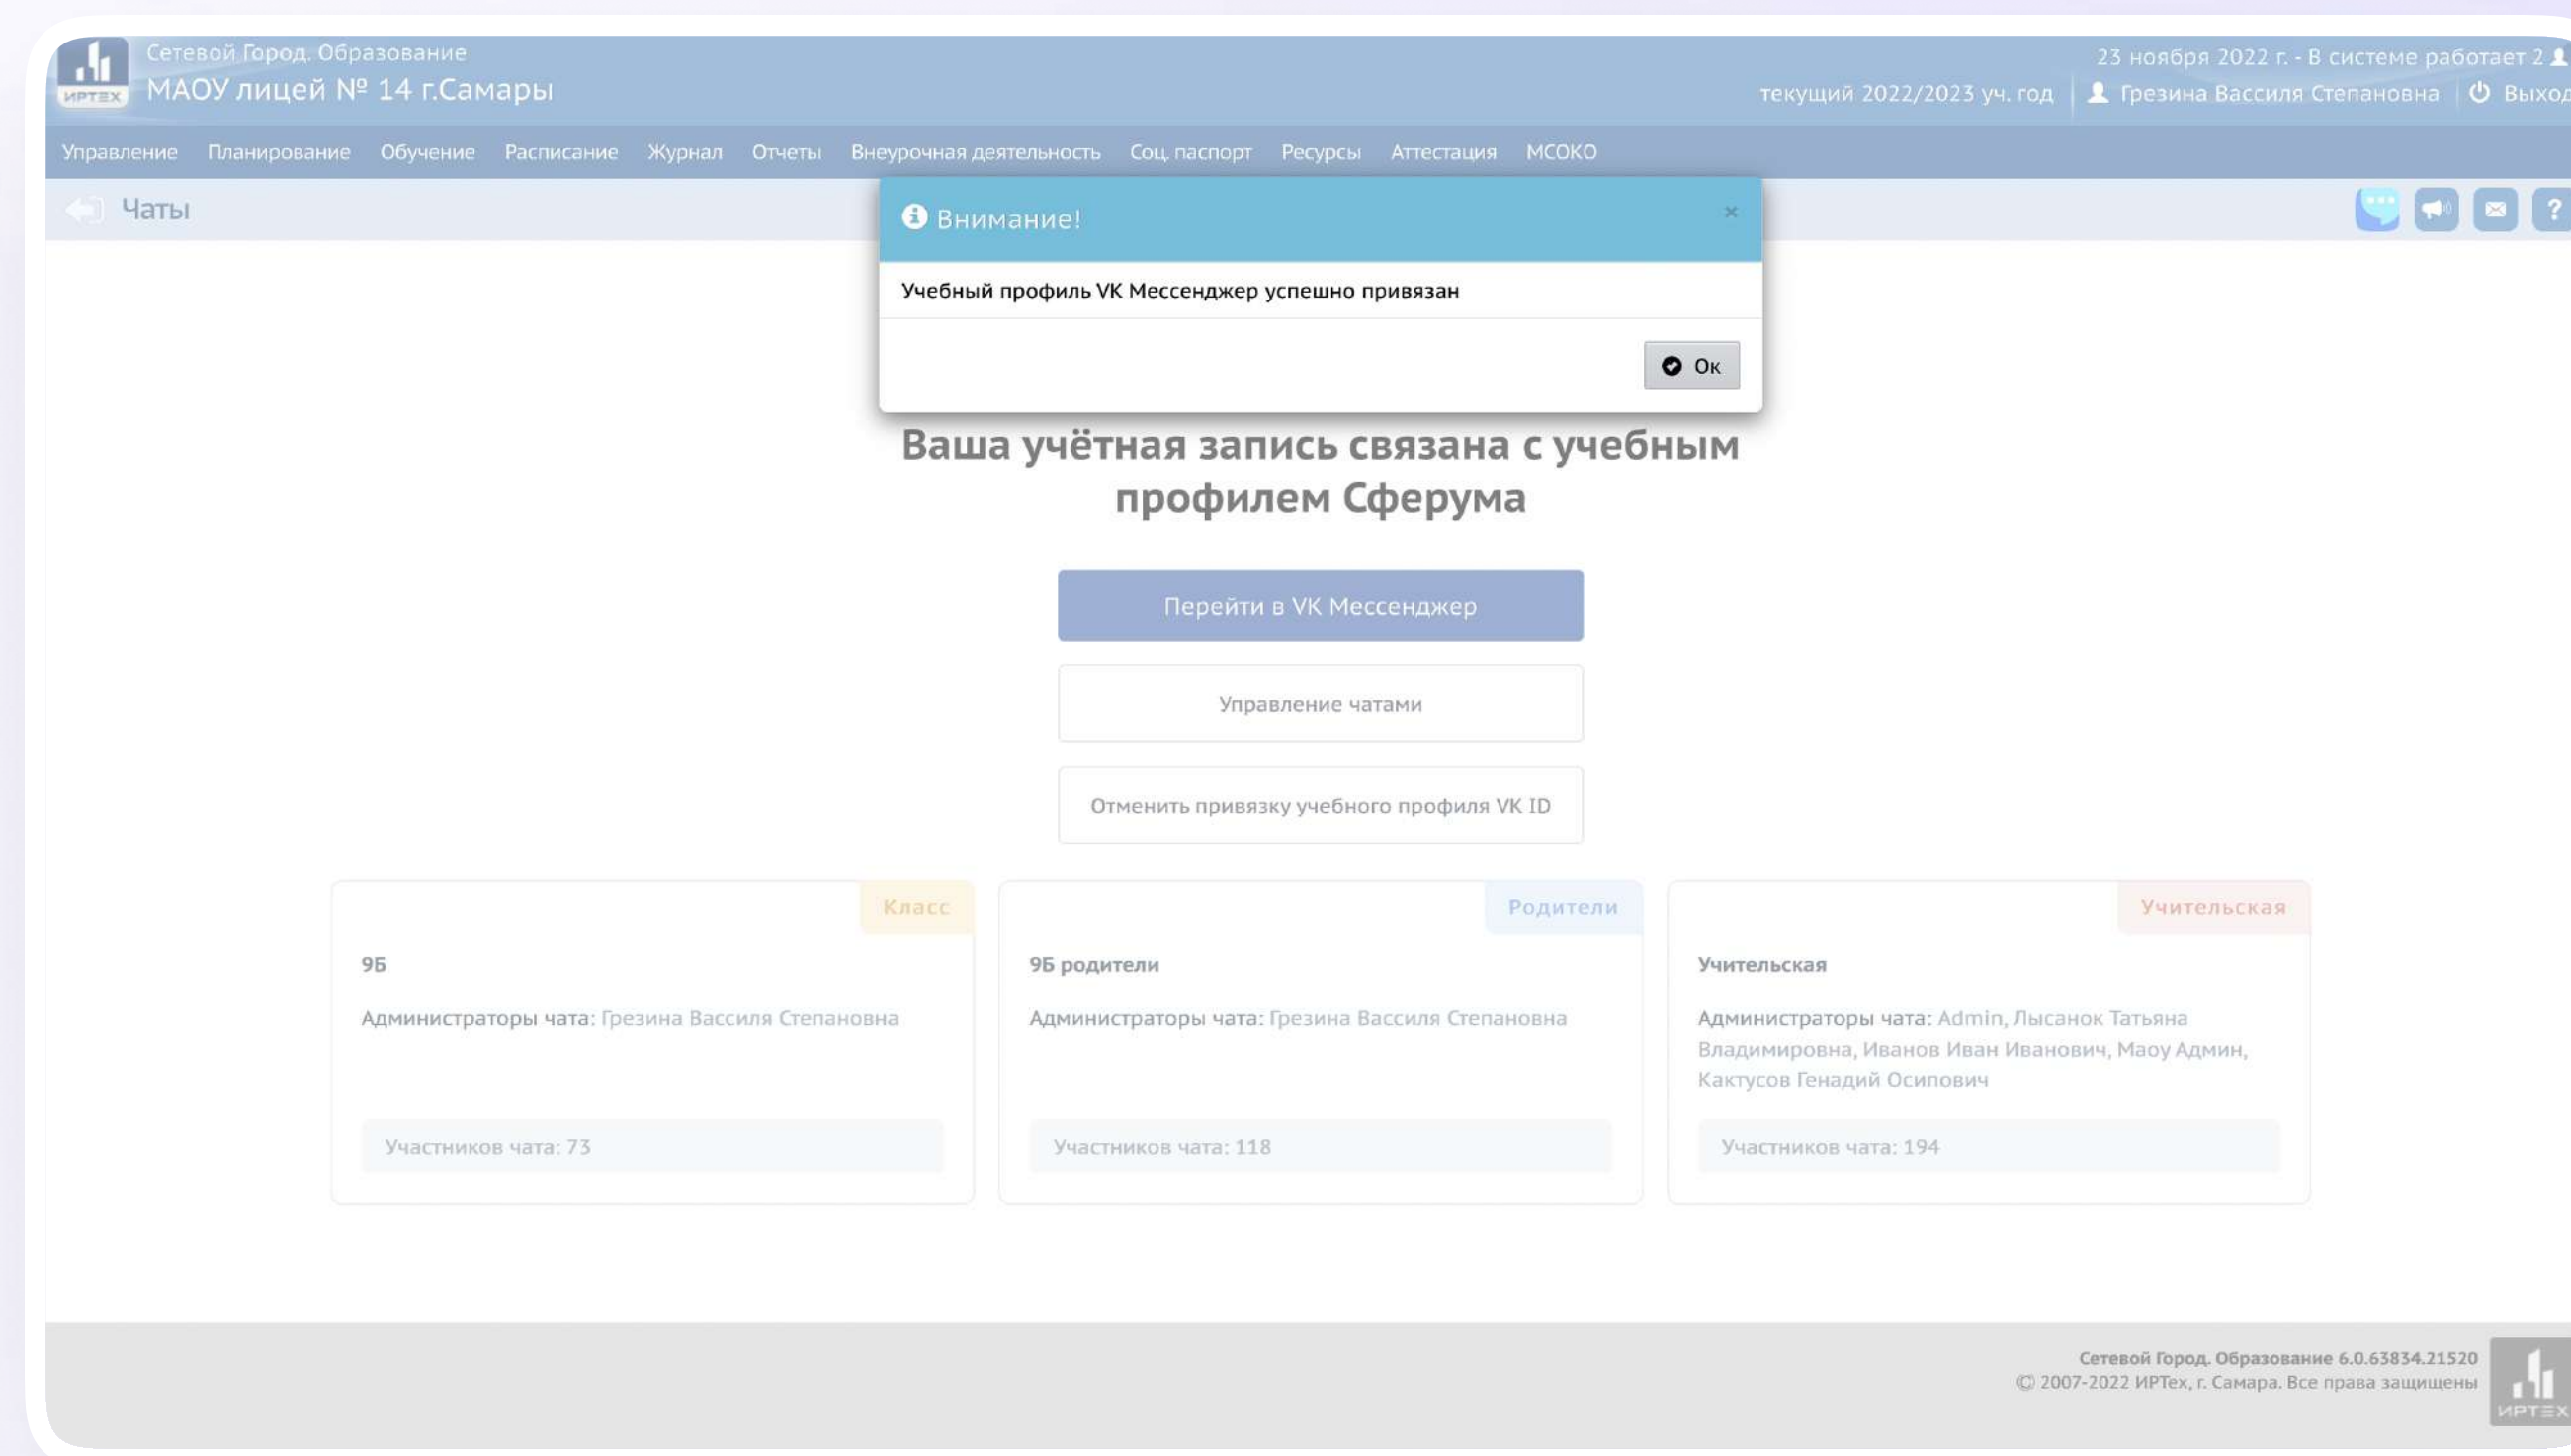 Сетевой Город. Образование
МАОУ лицей № 14 г.Самары
ИРТЕХ
23 ноября 2022 г. - В системе работает 2
текущий 2022/2023 уч. год Грезина Вассиля Степановна Выход
Управление Планирование Обучение Расписание Журнал Отчеты Внеурочная деятельность Соц. паспорт Ресурсы Аттестация МСОКО
Чаты
Внимание!
Учебный профиль VK Мессенджер успешно привязан
Ок
Ваша учётная запись связана с учебным
профилем Сферума
Перейти в VK Мессенджер
Управление чатами
Отменить привязку учебного профиля VK ID
Класс
9Б
Администраторы чата: Грезина Вассиля Степановна
Участников чата: 73
Родители
9Б родители
Администраторы чата: Грезина Вассиля Степановна
Участников чата: 118
Учительская
Учительская
Администраторы чата: Admin, Лысанок Татьяна
Владимировна, Иванов Иван Иванович, Маоу Админ,
Кактусов Генадий Осипович
Участников чата: 194
Сетевой Город. Образование 6.0.63834.21520
© 2007-2022 ИРТех, г. Самара. Все права защищены
ИРТЕХ